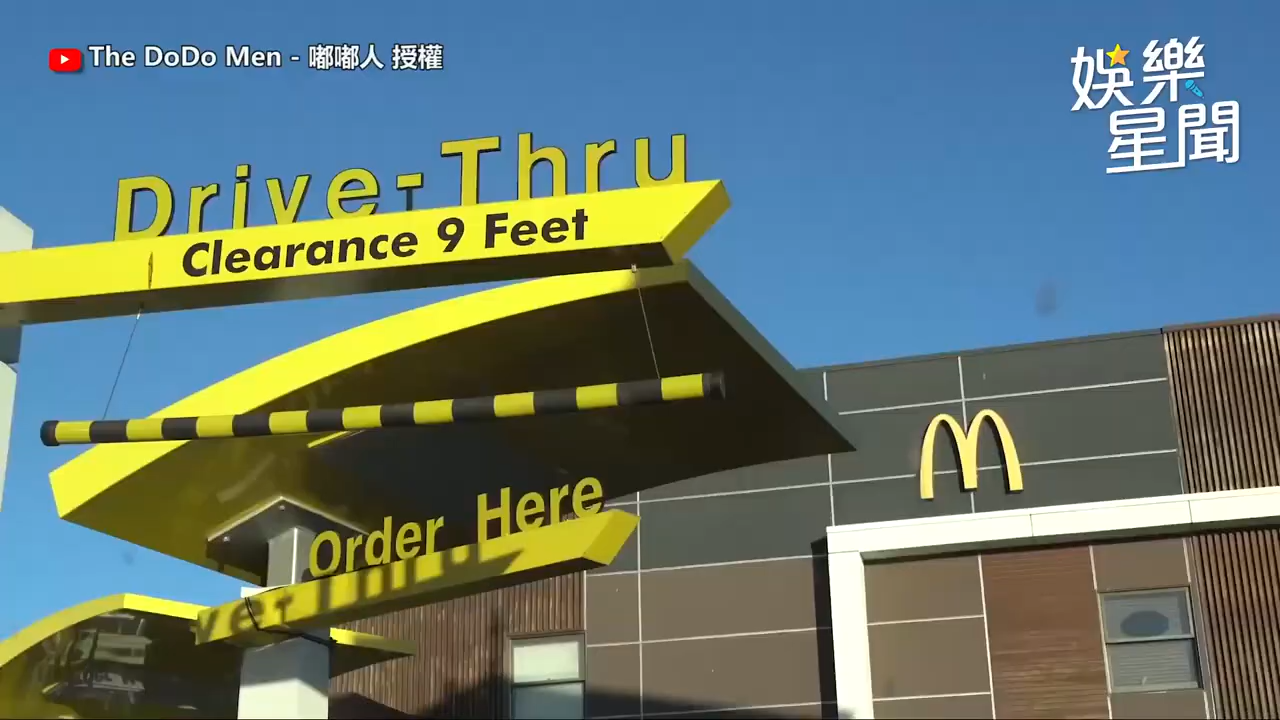 The DoDo Men - 嘟嘟人 授權
娛樂
星聞
Drive-Thru
Clearance 9 Feet
Order Here